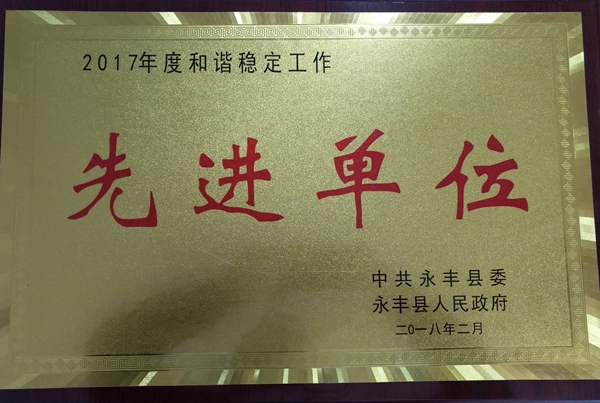 2017年度和谐稳定工作
先进单位
中共永丰县委
永丰县人民政府
二0一八年二月